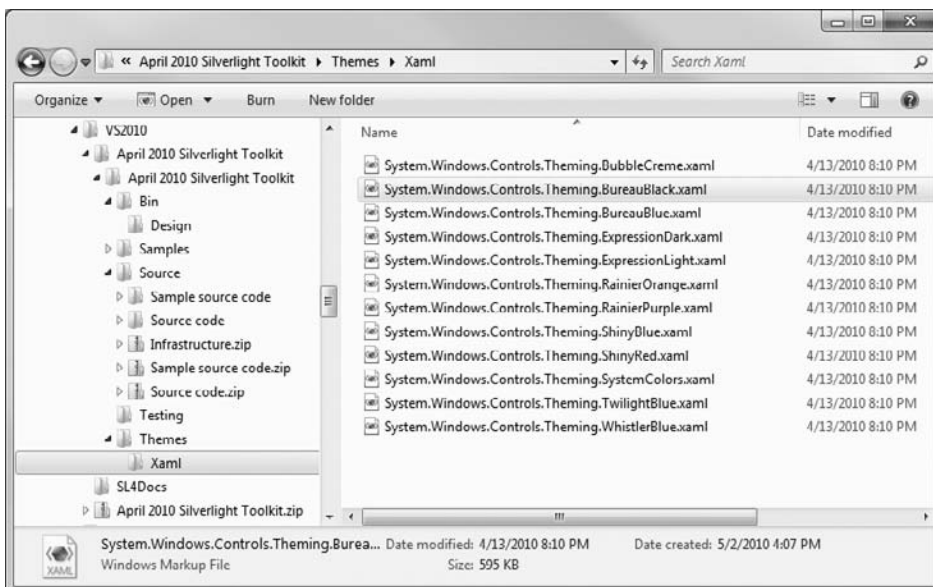 « April 2010 Silverlight Toolkit ▸ Themes ▸ Xaml
Search Xaml
Organize ▾ Open ▾ Burn New folder
VS2010
April 2010 Silverlight Toolkit
April 2010 Silverlight Toolkit
Bin
Design
Samples
Source
Sample source code
Source code
Infrastructure.zip
Sample source code.zip
Source code.zip
Testing
Themes
Xaml
SL4Docs
April 2010 Silverlight Toolkit.zip
Name Date modified
System.Windows.Controls.Theming.BubbleCreme.xaml 4/13/2010 8:10 PM
System.Windows.Controls.Theming.BureauBlack.xaml 4/13/2010 8:10 PM
System.Windows.Controls.Theming.BureauBlue.xaml 4/13/2010 8:10 PM
System.Windows.Controls.Theming.ExpressionDark.xaml 4/13/2010 8:10 PM
System.Windows.Controls.Theming.ExpressionLight.xaml 4/13/2010 8:10 PM
System.Windows.Controls.Theming.RainierOrange.xaml 4/13/2010 8:10 PM
System.Windows.Controls.Theming.RainierPurple.xaml 4/13/2010 8:10 PM
System.Windows.Controls.Theming.ShinyBlue.xaml 4/13/2010 8:10 PM
System.Windows.Controls.Theming.ShinyRed.xaml 4/13/2010 8:10 PM
System.Windows.Controls.Theming.SystemColors.xaml 4/13/2010 8:10 PM
System.Windows.Controls.Theming.TwilightBlue.xaml 4/13/2010 8:10 PM
System.Windows.Controls.Theming.WhistlerBlue.xaml 4/13/2010 8:10 PM
XAML
System.Windows.Controls.Theming.Burea... Date modified: 4/13/2010 8:10 PM Date created: 5/2/2010 4:07 PM
Windows Markup File Size: 595 KB